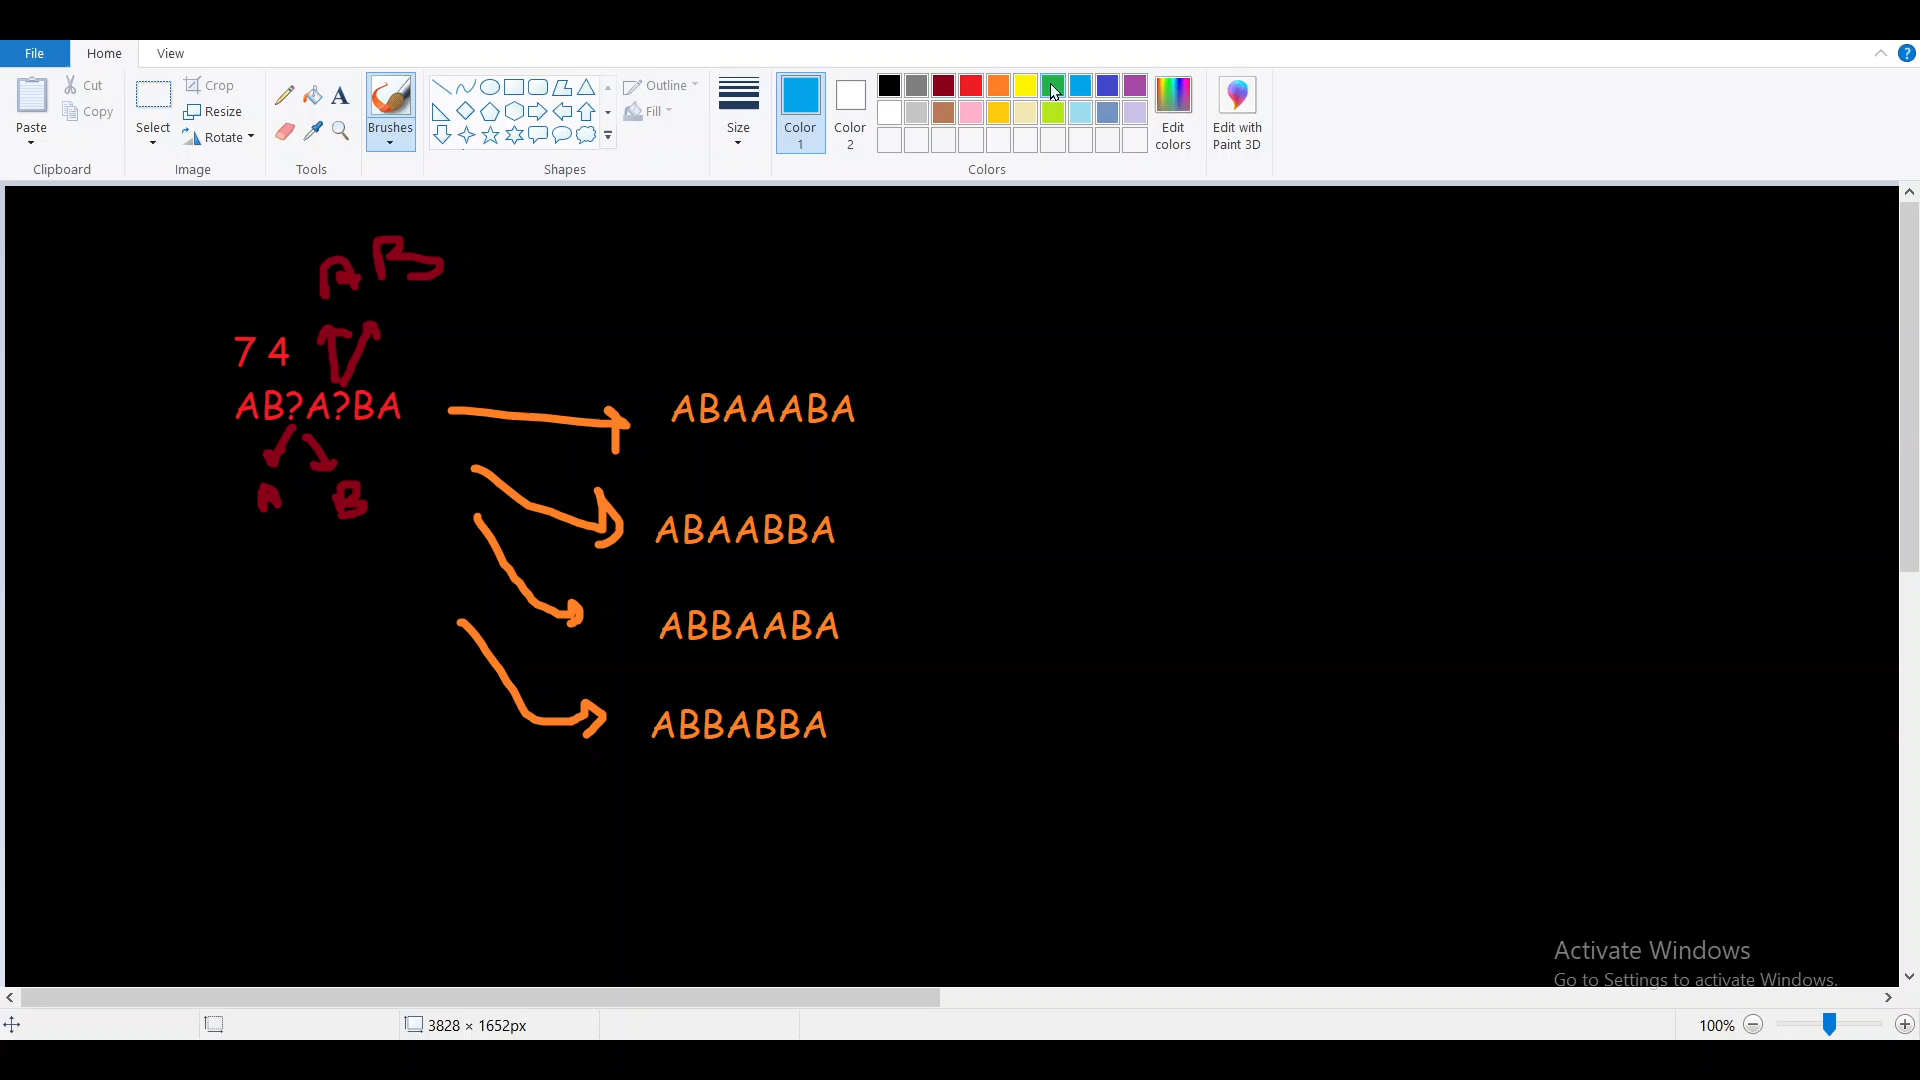 File Home View
Paste
Cut
Copy
Clipboard
Select
Crop
Resize
Rotate
Image
Tools
Brushes
Shapes
Outline
Fill
Size
Color 1
Color 2
Colors
Edit colors
Edit with Paint 3D
A B
7 4
AB?A?BA
A B
ABAAABA
ABAABBA
ABBAABA
ABBABBA
Activate Windows
Go to Settings to activate Windows.
3828 × 1652px
100%